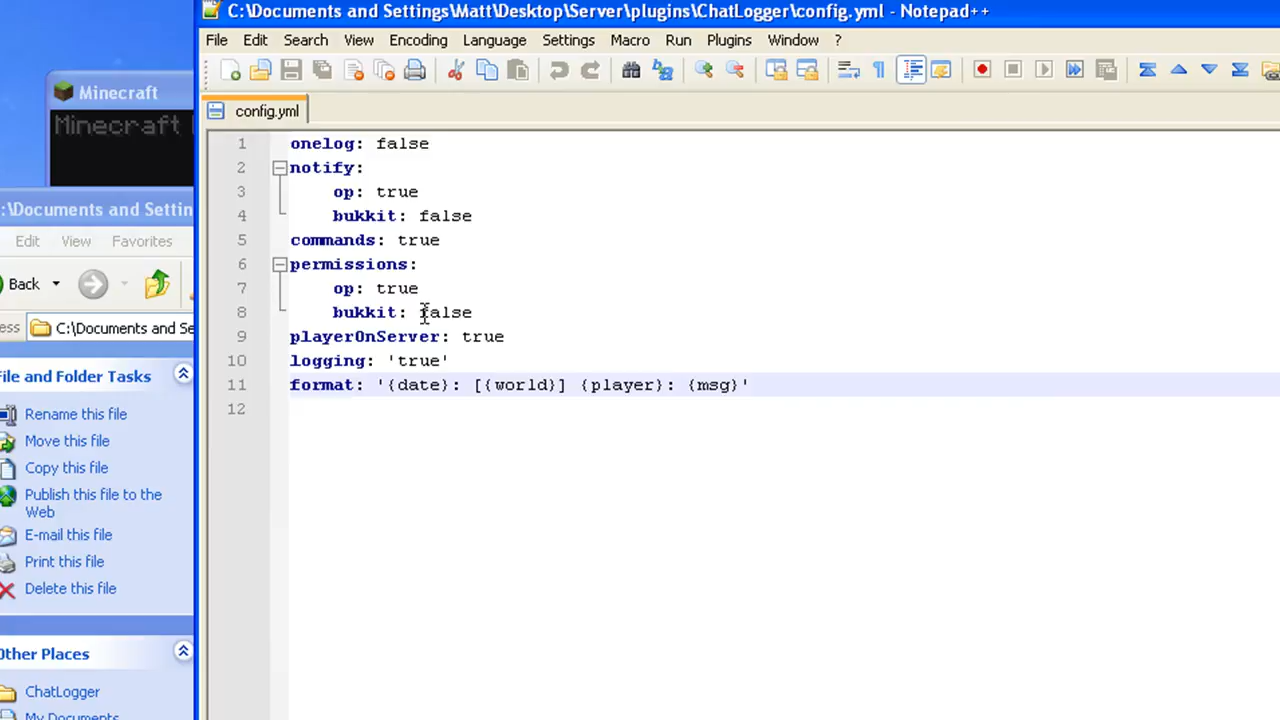 C:\Documents and Settings\Matt\Desktop\Server\plugins\ChatLogger\config.yml - Notepad++
File Edit Search View Encoding Language Settings Macro Run Plugins Window ?
config.yml
1 onelog: false
2 notify:
3 op: true
4 bukkit: false
5 commands: true
6 permissions:
7 op: true
8 bukkit: false
9 playerOnServer: true
10 logging: 'true'
11 format: '{date}: [{world}] {player}: {msg}'
12
Minecraft
Minecraft
:\Documents and Settin
Edit View Favorites
Back
ess C:\Documents and Se
File and Folder Tasks
Rename this file
Move this file
Copy this file
Publish this file to the
Web
E-mail this file
Print this file
Delete this file
Other Places
ChatLogger
My Documents